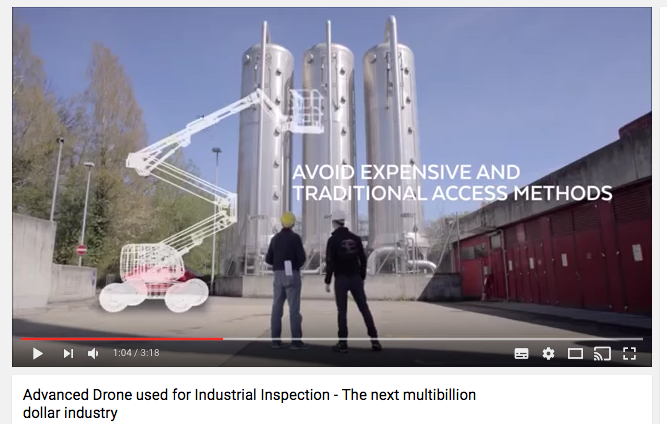 AVOID EXPENSIVE AND
TRADITIONAL ACCESS METHODS
1:04 / 3:18
Advanced Drone used for Industrial Inspection - The next multibillion
dollar industry